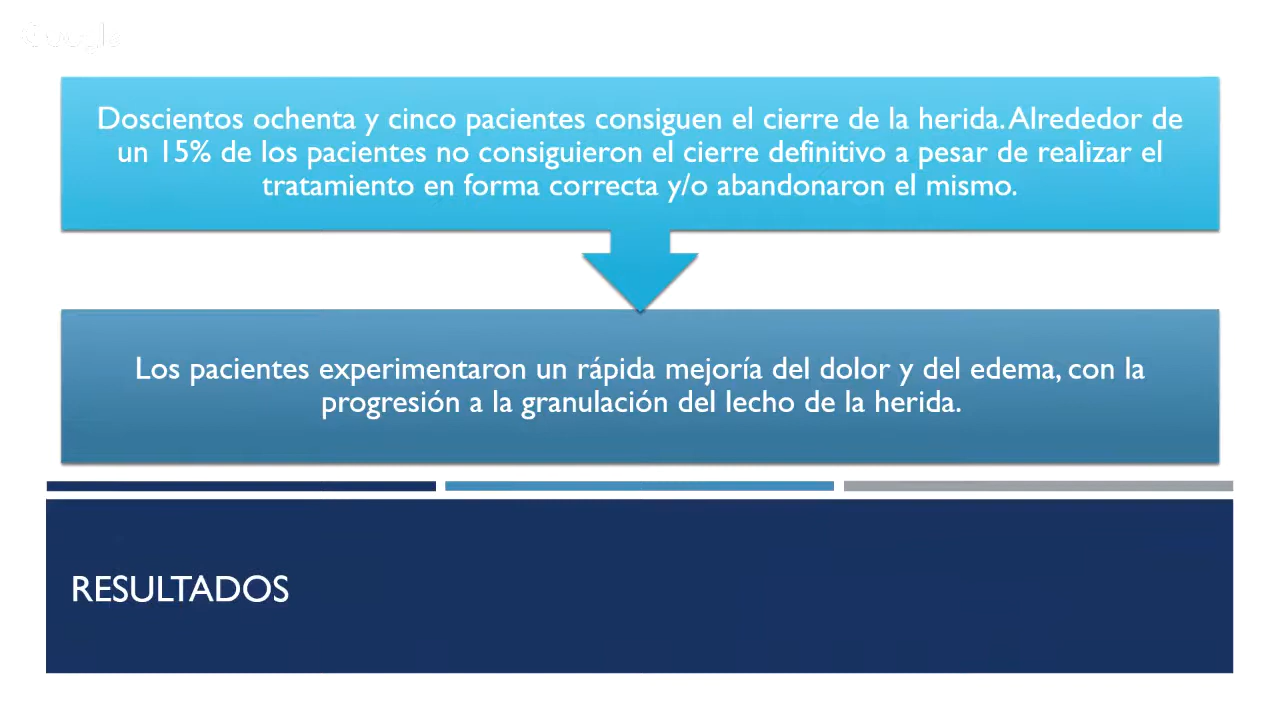 Google
Doscientos ochenta y cinco pacientes consiguen el cierre de la herida. Alrededor de
un 15% de los pacientes no consiguieron el cierre definitivo a pesar de realizar el
tratamiento en forma correcta y/o abandonaron el mismo.
Los pacientes experimentaron un rápida mejoría del dolor y del edema, con la
progresión a la granulación del lecho de la herida.
RESULTADOS